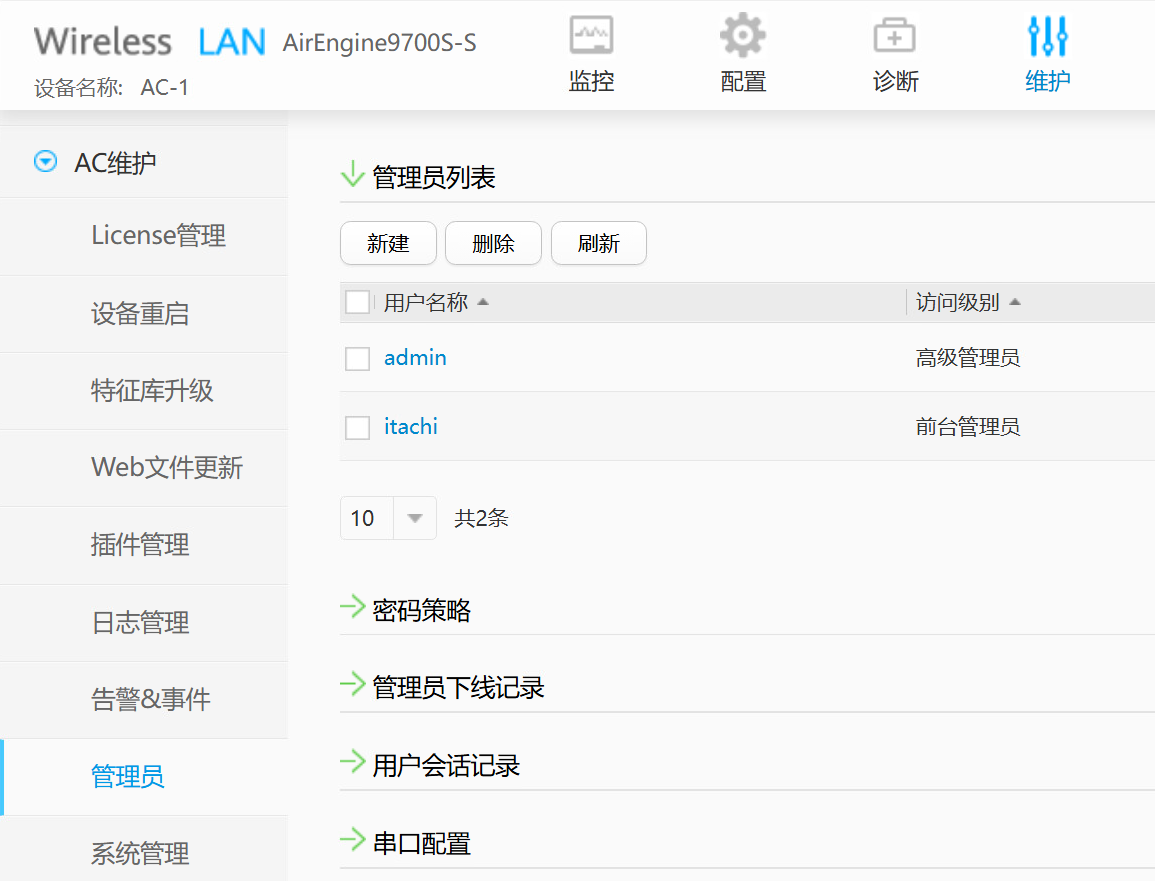 Wireless LAN AirEngine9700S-S
设备名称: AC-1
监控
配置
诊断
维护
AC维护
License管理
设备重启
特征库升级
Web文件更新
插件管理
日志管理
告警&事件
管理员
系统管理
管理员列表
新建 删除 刷新
用户名称 访问级别
admin 高级管理员
itachi 前台管理员
10 共2条
密码策略
管理员下线记录
用户会话记录
串口配置